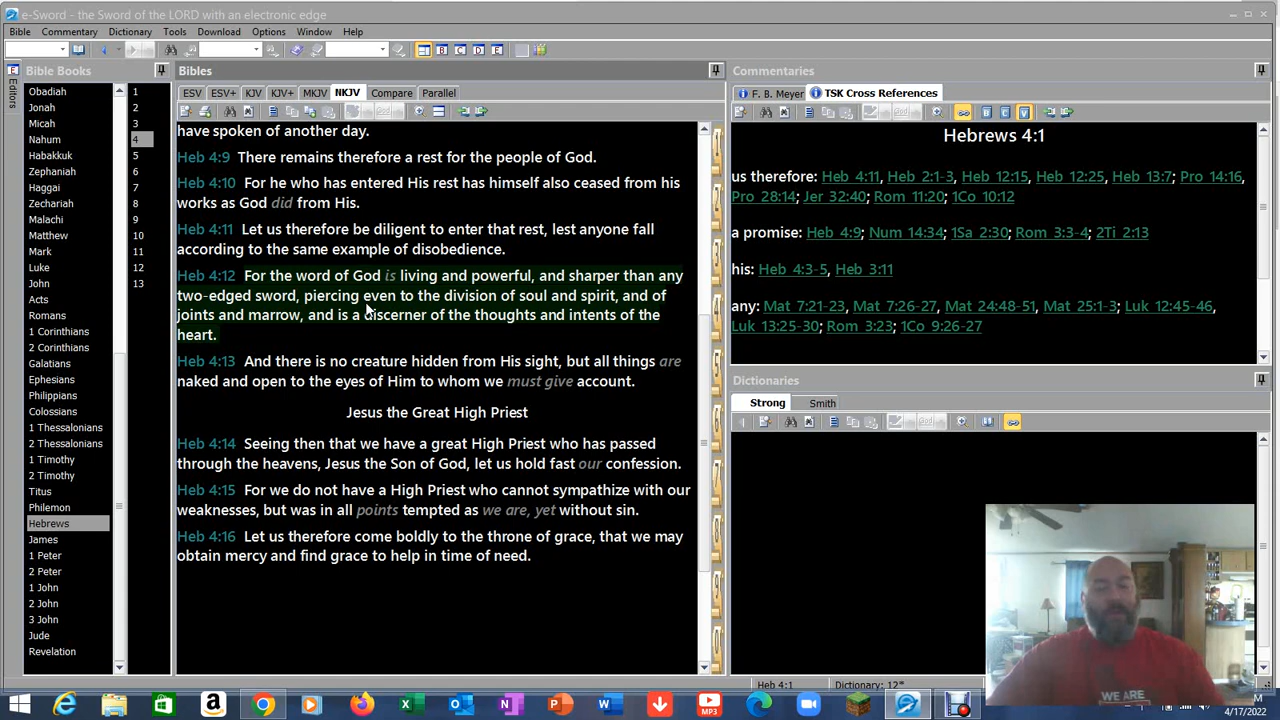 e-Sword - the Sword of the LORD with an electronic edge
Bible Commentary Dictionary Tools Download Options Window Help
Editors
Bible Books
Obadiah
Jonah
Micah
Nahum
Habakkuk
Zephaniah
Haggai
Zechariah
Malachi
Matthew
Mark
Luke
John
Acts
Romans
1 Corinthians
2 Corinthians
Galatians
Ephesians
Philippians
Colossians
1 Thessalonians
2 Thessalonians
1 Timothy
2 Timothy
Titus
Philemon
Hebrews
James
1 Peter
2 Peter
1 John
2 John
3 John
Jude
Revelation
1
2
3
4
5
6
7
8
9
10
11
12
13
Bibles
ESV ESV+ KJV KJV+ MKJV NKJV Compare Parallel
have spoken of another day.
Heb 4:9 There remains therefore a rest for the people of God.
Heb 4:10 For he who has entered His rest has himself also ceased from his
works as God did from His.
Heb 4:11 Let us therefore be diligent to enter that rest, lest anyone fall
according to the same example of disobedience.
Heb 4:12 For the word of God is living and powerful, and sharper than any
two-edged sword, piercing even to the division of soul and spirit, and of
joints and marrow, and is a discerner of the thoughts and intents of the
heart.
Heb 4:13 And there is no creature hidden from His sight, but all things are
naked and open to the eyes of Him to whom we must give account.
Jesus the Great High Priest
Heb 4:14 Seeing then that we have a great High Priest who has passed
through the heavens, Jesus the Son of God, let us hold fast our confession.
Heb 4:15 For we do not have a High Priest who cannot sympathize with our
weaknesses, but was in all points tempted as we are, yet without sin.
Heb 4:16 Let us therefore come boldly to the throne of grace, that we may
obtain mercy and find grace to help in time of need.
Commentaries
F. B. Meyer TSK Cross References
Hebrews 4:1
us therefore: Heb 4:11, Heb 2:1-3, Heb 12:15, Heb 12:25, Heb 13:7; Pro 14:16,
Pro 28:14; Jer 32:40; Rom 11:20; 1Co 10:12
a promise: Heb 4:9; Num 14:34; 1Sa 2:30; Rom 3:3-4; 2Ti 2:13
his: Heb 4:3-5, Heb 3:11
any: Mat 7:21-23, Mat 7:26-27, Mat 24:48-51, Mat 25:1-3; Luk 12:45-46,
Luk 13:25-30; Rom 3:23; 1Co 9:26-27
Dictionaries
Strong Smith
WE ARE
Heb 4:1 Dictionary: 12*
MP3
M
4/17/2022